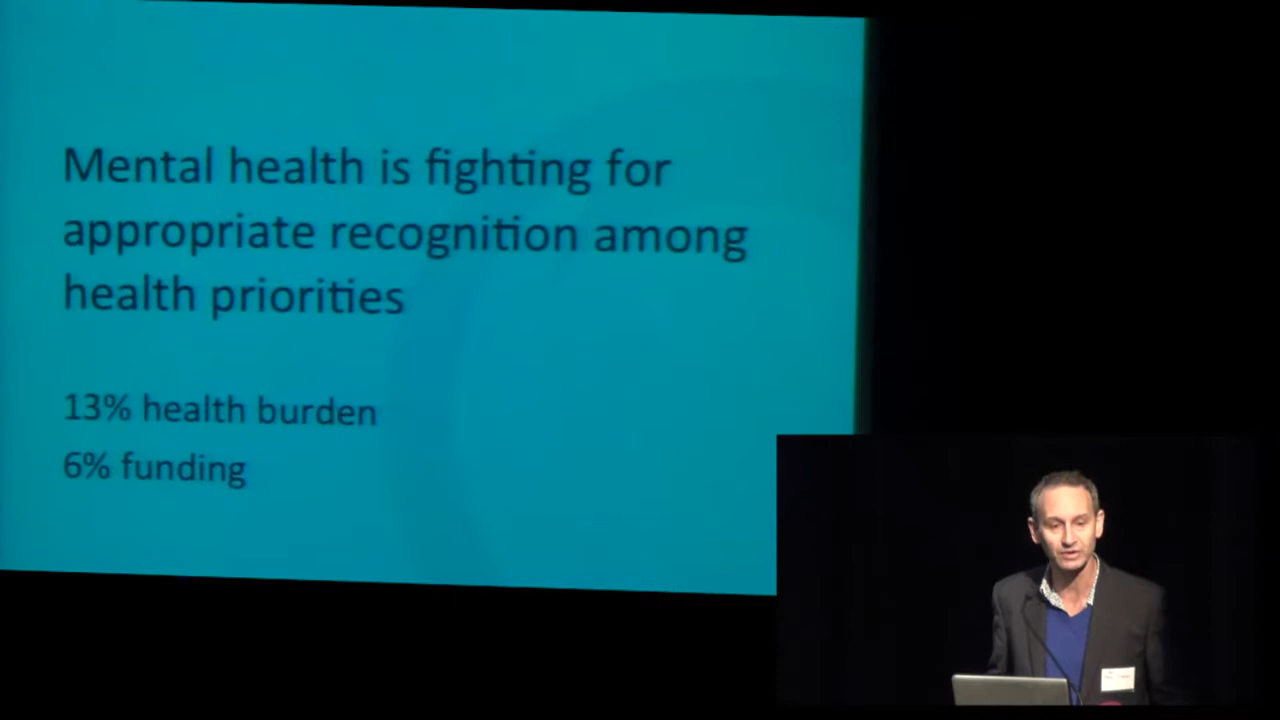 Mental health is fighting for
appropriate recognition among
health priorities
13% health burden
6% funding